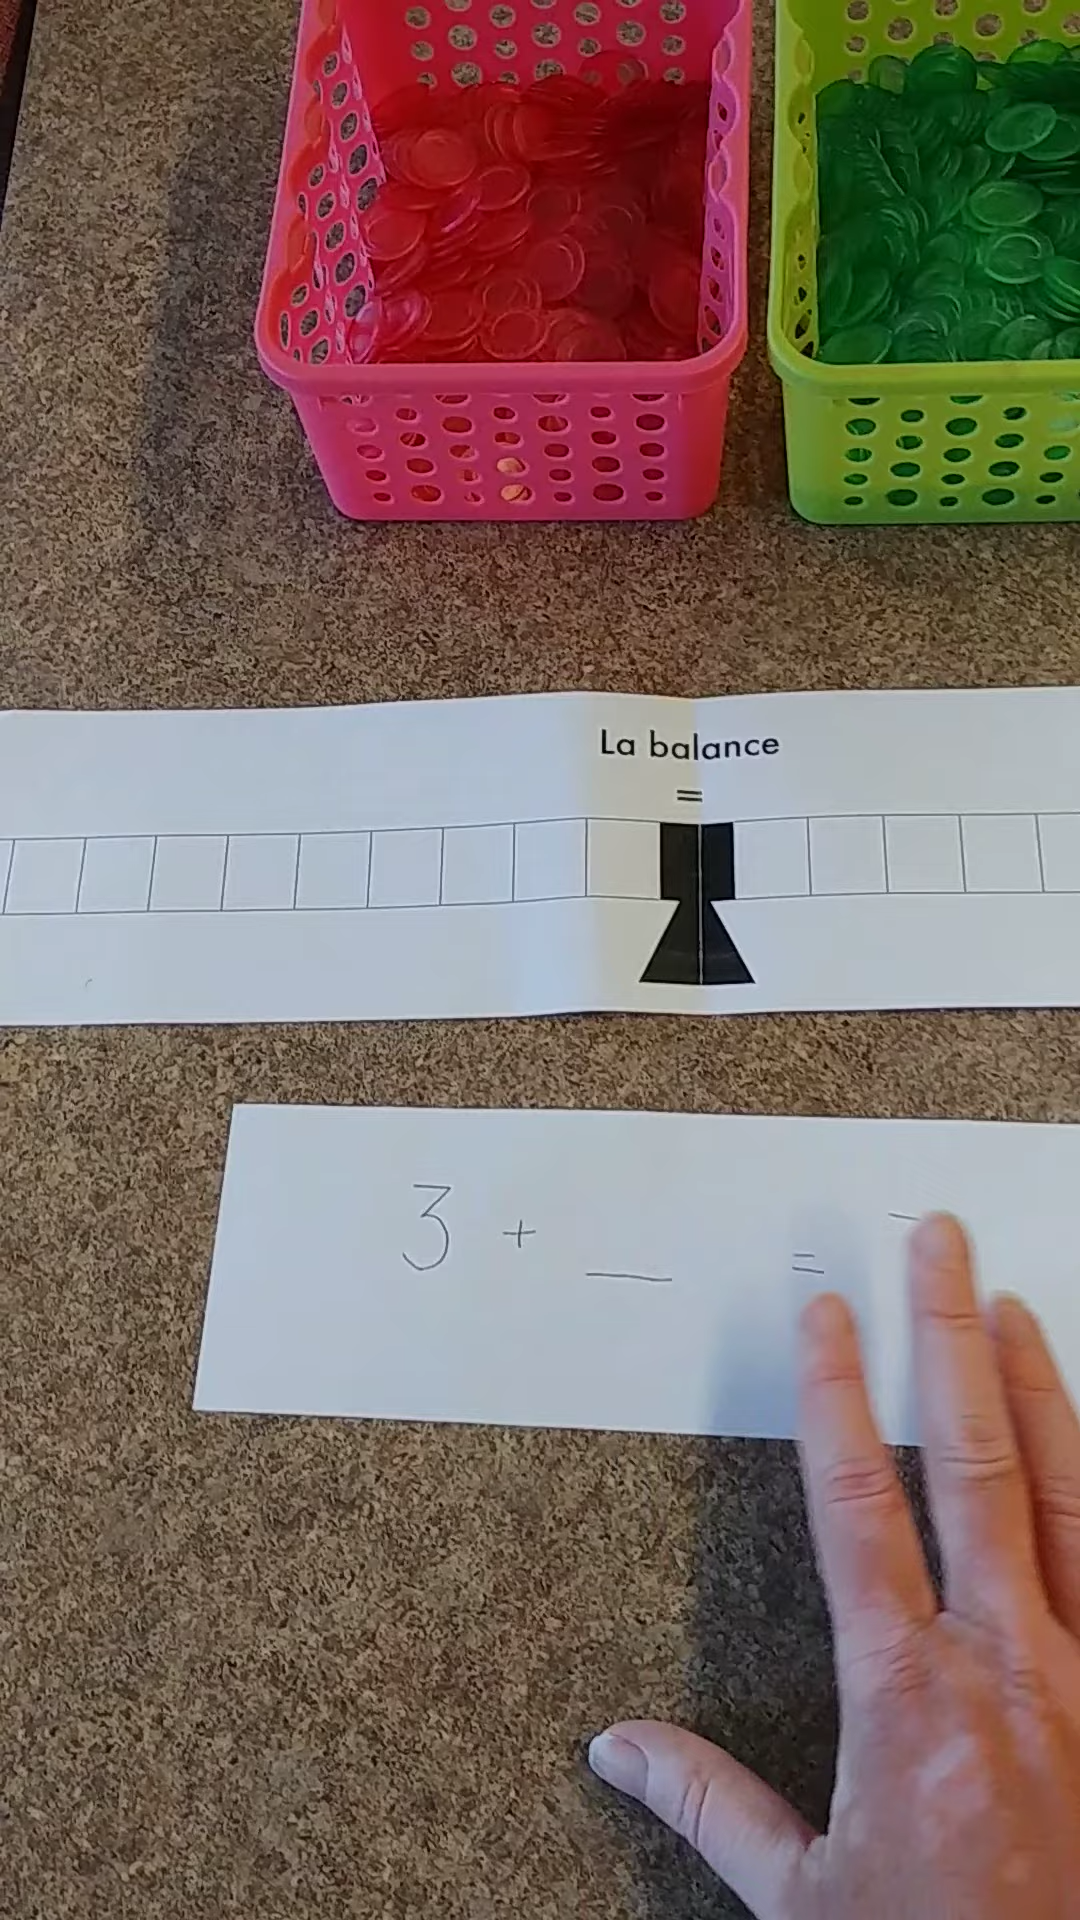 La balance
=
3 + __ =